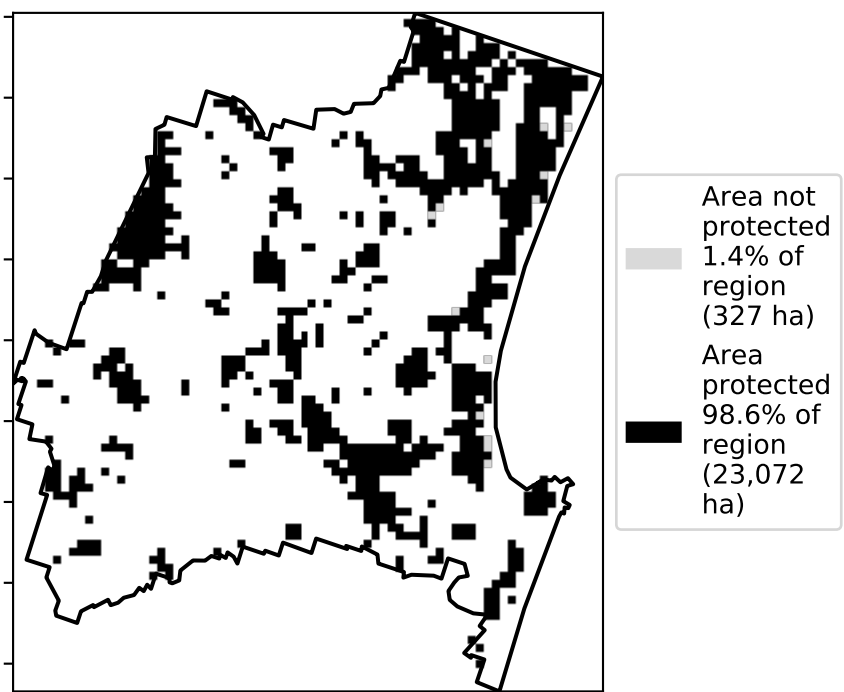 Area not
protected
1.4% of
region
(327 ha)
Area
protected
98.6% of
region
(23,072
ha)